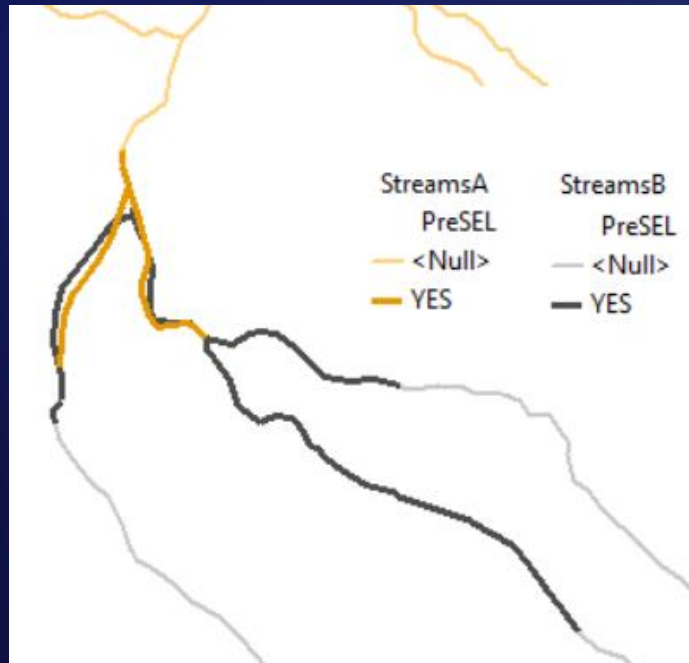 StreamsA
PreSEL
<Null>
YES
StreamsB
PreSEL
<Null>
YES